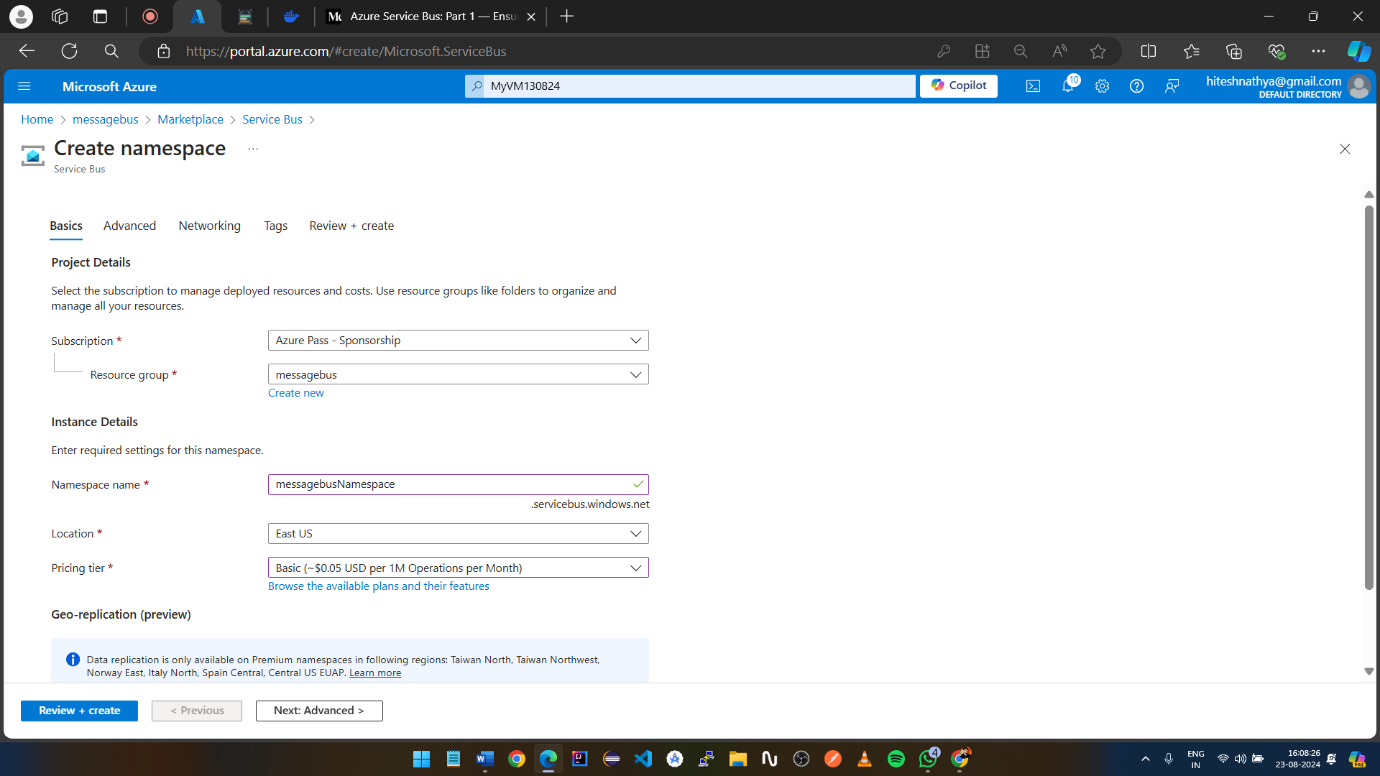 Azure Service Bus: Part 1 — Ensu
https://portal.azure.com/#create/Microsoft.ServiceBus
Microsoft Azure
MyVM130824
Copilot
10
hiteshnathya@gmail.com
DEFAULT DIRECTORY
Home > messagebus > Marketplace > Service Bus >
Create namespace ...
Service Bus
Basics Advanced Networking Tags Review + create
Project Details
Select the subscription to manage deployed resources and costs. Use resource groups like folders to organize and
manage all your resources.
Subscription * Azure Pass - Sponsorship
Resource group * messagebus
Create new
Instance Details
Enter required settings for this namespace.
Namespace name * messagebusNamespace
.servicebus.windows.net
Location * East US
Pricing tier * Basic (~$0.05 USD per 1M Operations per Month)
Browse the available plans and their features
Geo-replication (preview)
Data replication is only available on Premium namespaces in following regions: Taiwan North, Taiwan Northwest,
Norway East, Italy North, Spain Central, Central US EUAP. Learn more
Review + create < Previous Next: Advanced >
4
ENG
IN
16:08:26
23-08-2024